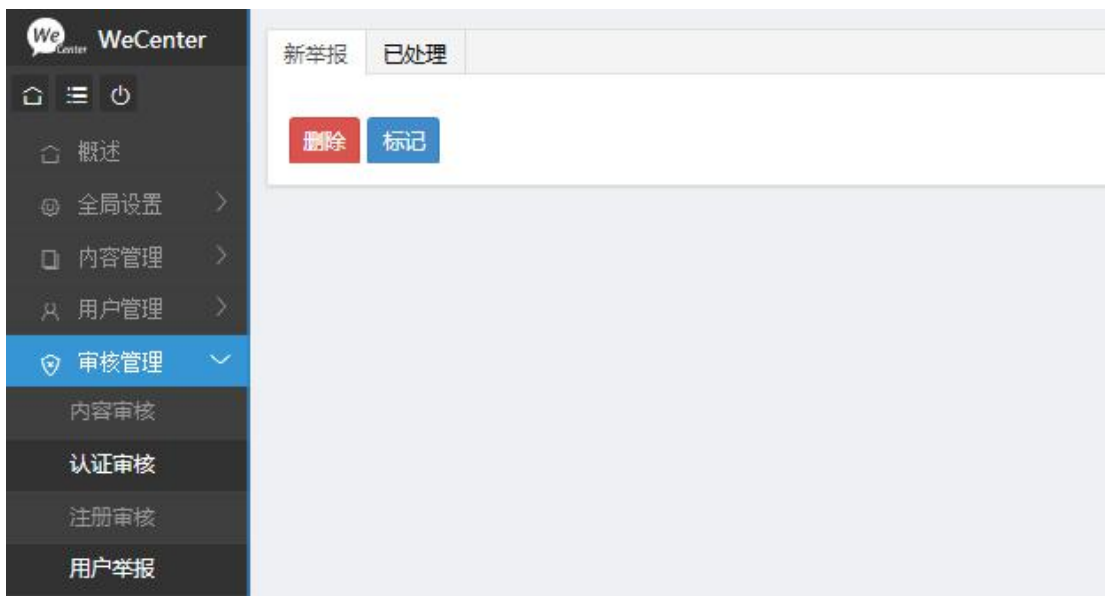 We Center WeCenter
新举报 已处理
删除 标记
概述
全局设置
内容管理
用户管理
审核管理
内容审核
认证审核
注册审核
用户举报